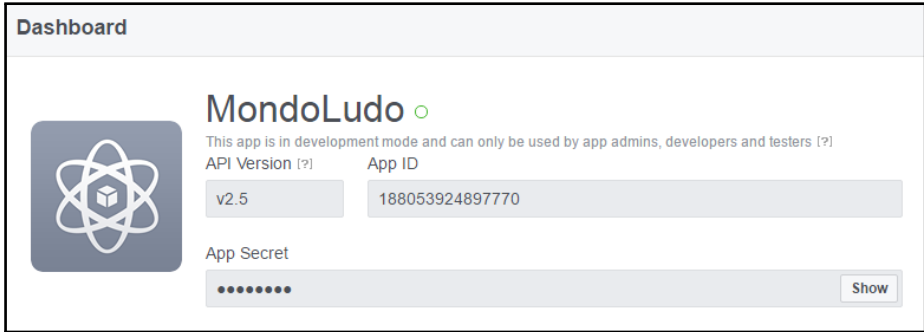 Dashboard
MondoLudo
This app is in development mode and can only be used by app admins, developers and testers [?]
API Version [?] App ID
v2.5 188053924897770
App Secret
●●●●●●●● Show